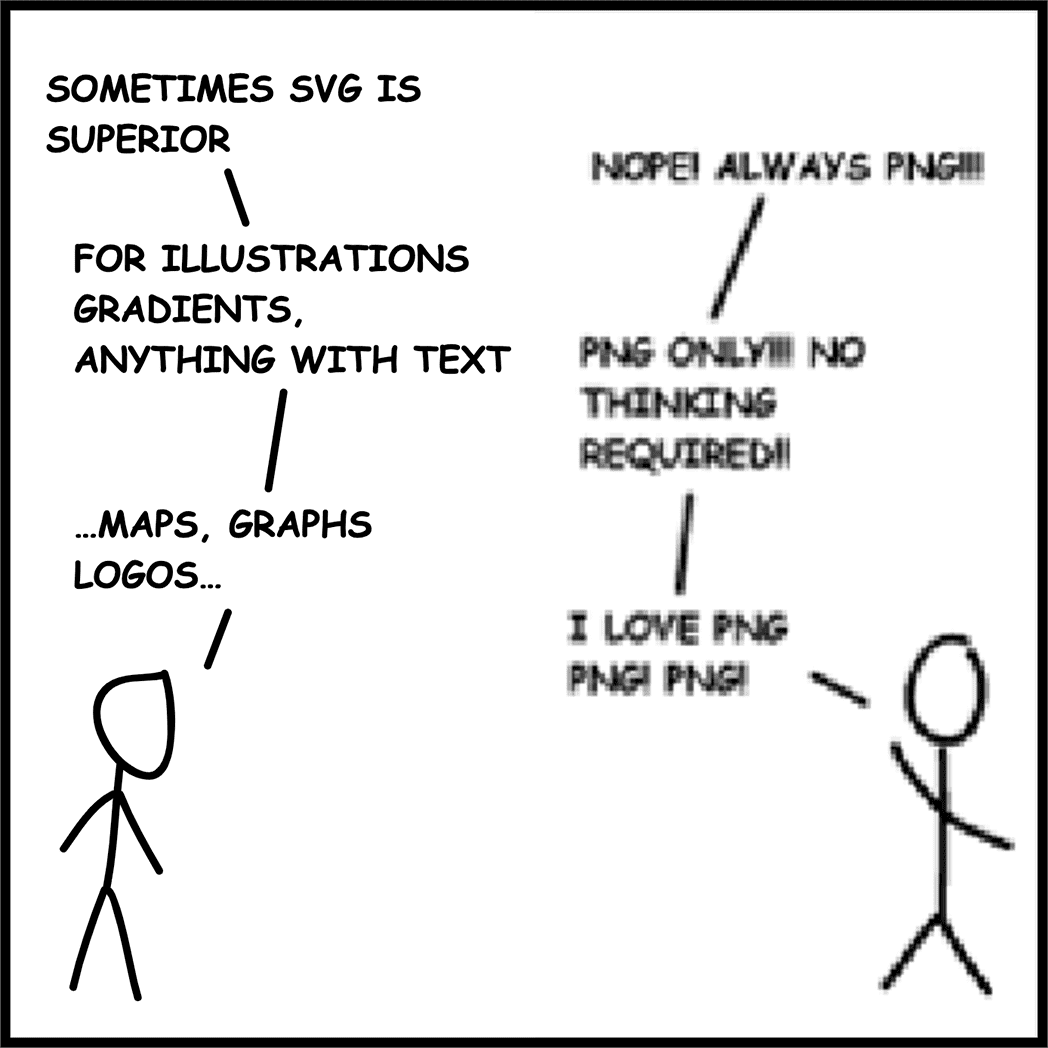 SOMETIMES SVG IS
SUPERIOR
FOR ILLUSTRATIONS
GRADIENTS,
ANYTHING WITH TEXT
...MAPS, GRAPHS
LOGOS...
NOPE! ALWAYS PNG!!!
PNG ONLY!!! NO
THINKING
REQUIRED!!
I LOVE PNG
PNG! PNG!